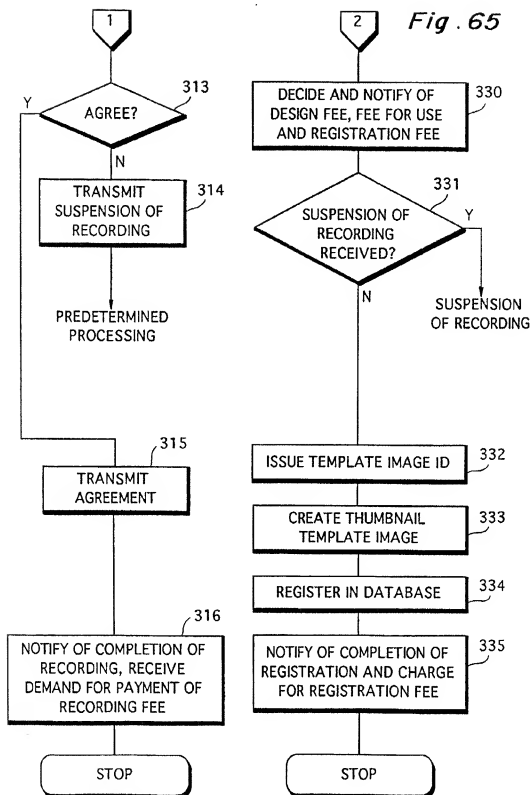 Fig. 65
1
313
Y
AGREE?
N
TRANSMIT
SUSPENSION OF
RECORDING
314
PREDETERMINED
PROCESSING
315
TRANSMIT
AGREEMENT
316
NOTIFY OF COMPLETION OF
RECORDING, RECEIVE
DEMAND FOR PAYMENT OF
RECORDING FEE
STOP
2
DECIDE AND NOTIFY OF
DESIGN FEE, FEE FOR USE
AND REGISTRATION FEE
330
331
SUSPENSION OF
RECORDING
RECEIVED?
Y
N
SUSPENSION
OF RECORDING
ISSUE TEMPLATE IMAGE ID
332
CREATE THUMBNAIL
TEMPLATE IMAGE
333
REGISTER IN DATABASE
334
NOTIFY OF COMPLETION OF
REGISTRATION AND CHARGE
FOR REGISTRATION FEE
335
STOP